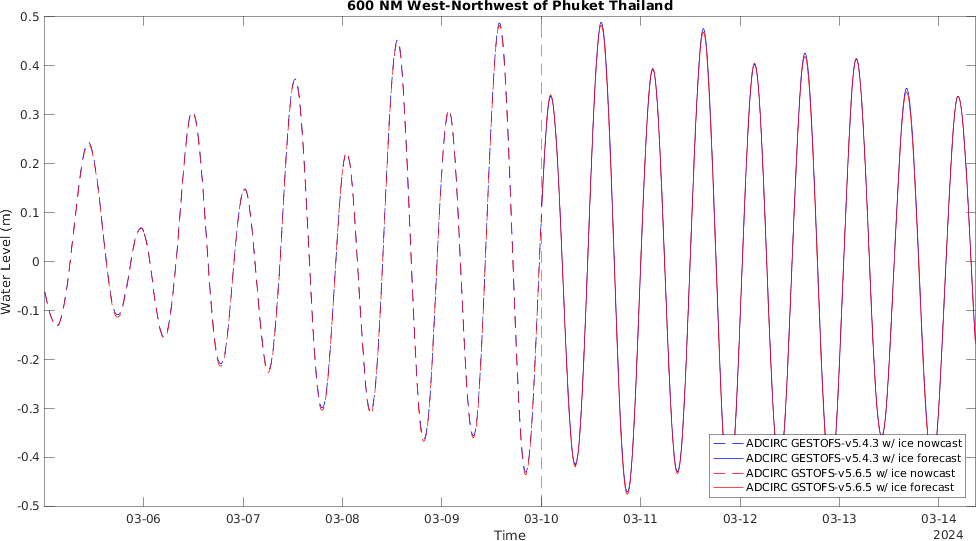 600 NM West-Northwest of Phuket Thailand
0.5
0.4
0.3
0.2
0.1
0
-0.1
-0.2
-0.3
-0.4
-0.5
Water Level (m)
ADCIRC GESTOFS-v5.4.3 w/ ice nowcast
ADCIRC GESTOFS-v5.4.3 w/ ice forecast
ADCIRC GSTOFS-v5.6.5 w/ ice nowcast
ADCIRC GSTOFS-v5.6.5 w/ ice forecast
03-06 03-07 03-08 03-09 03-10 03-11 03-12 03-13 03-14
Time 2024